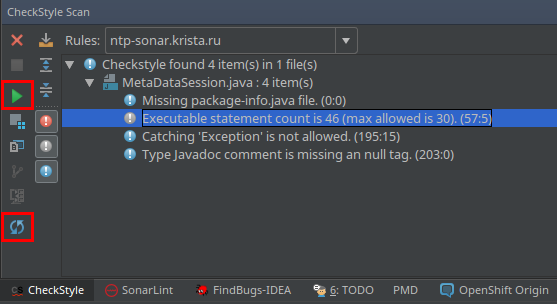 CheckStyle Scan
Rules: ntp-sonar.krista.ru
Checkstyle found 4 item(s) in 1 file(s)
MetaDataSession.java : 4 item(s)
Missing package-info.java file. (0:0)
Executable statement count is 46 (max allowed is 30). (57:5)
Catching 'Exception' is not allowed. (195:15)
Type Javadoc comment is missing an null tag. (203:0)
CS CheckStyle SonarLint FindBugs-IDEA 6: TODO PMD OpenShift Origin